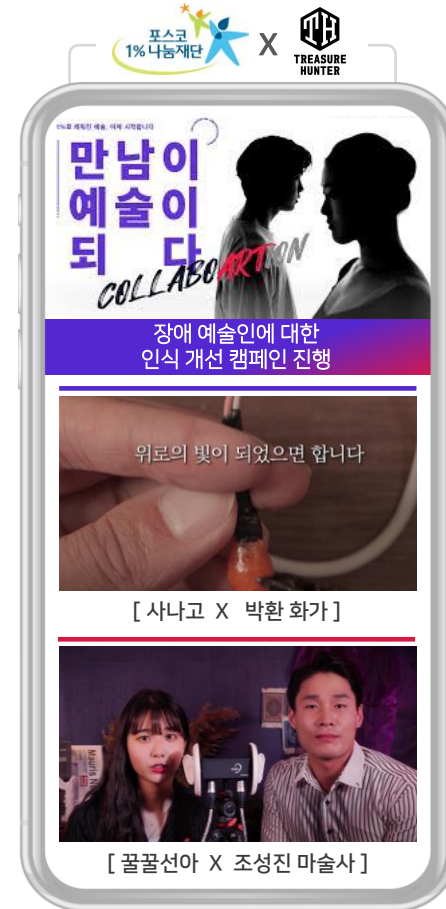 포스코
1% 나눔재단
X
TH
TREASURE
HUNTER
1%로 채워진 예술, 이제 시작합니다
만남이
예술이
되 다
COLLABOARTION
장애 예술인에 대한
인식 개선 캠페인 진행
위로의 빛이 되었으면 합니다
[ 사나고 X 박환 화가 ]
[ 꿀꿀선아 X 조성진 마술사 ]